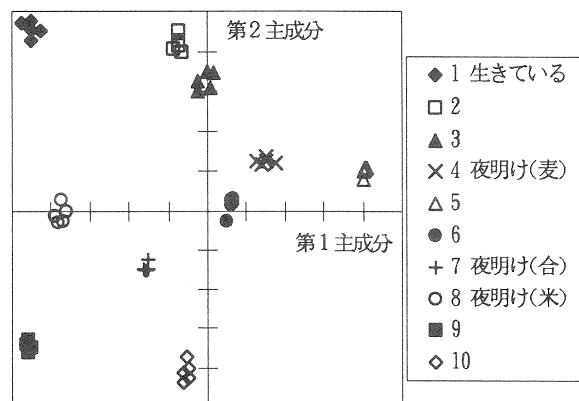 第2主成分
第1主成分
1 生きている
2
3
4 夜明け(麦)
5
6
7 夜明け(合)
8 夜明け(米)
9
10